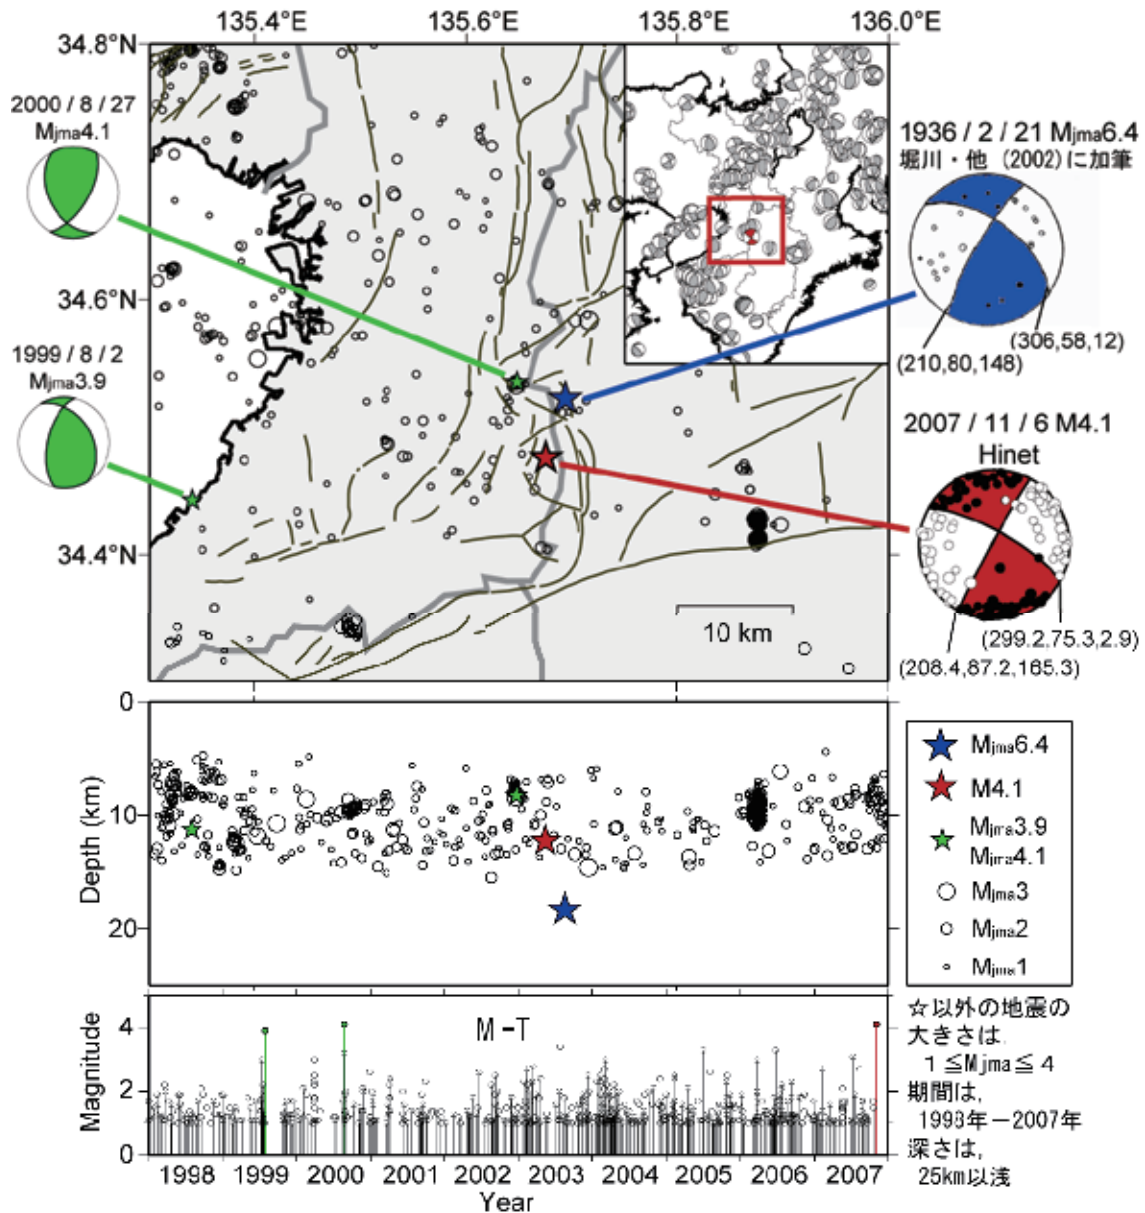 135.4°E
135.6°E
135.8°E
136.0°E
34.8°N
34.6°N
34.4°N
2000 / 8 / 27
Mjma4.1
1999 / 8 / 2
Mjma3.9
1936 / 2 / 21 Mjma6.4
堀川・他 (2002) に加筆
(306,58,12)
(210,80,148)
2007 / 11 / 6 M4.1
Hinet
(299.2,75.3,2.9)
(208.4,87.2,165.3)
10 km
0
10
20
Depth (km)
Mjma6.4
M4.1
Mjma3.9
Mjma4.1
Mjma3
Mjma2
Mjma1
M-T
4
2
0
Magnitude
1998 1999 2000 2001 2002 2003 2004 2005 2006 2007
Year
☆以外の地震の
大きさは,
1≦Mjma≦4
期間は,
1998年－2007年
深さは,
25km以浅